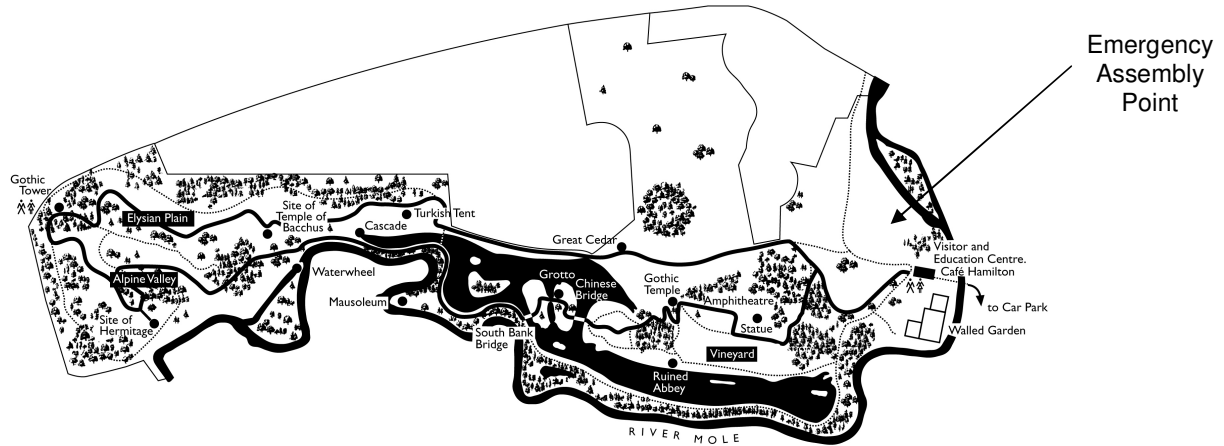 Emergency
Assembly
Point
Gothic
Tower
Elysian Plain
Site of
Temple of
Bacchus
Turkish Tent
Cascade
Great Cedar
Visitor and
Education Centre.
Café Hamilton
to Car Park
Walled Garden
Alpine Valley
Waterwheel
Mausoleum
Grotto
Chinese
Bridge
Gothic
Temple
Amphitheatre
Statue
Site of
Hermitage
South Bank
Bridge
Vineyard
Ruined
Abbey
RIVER MOLE